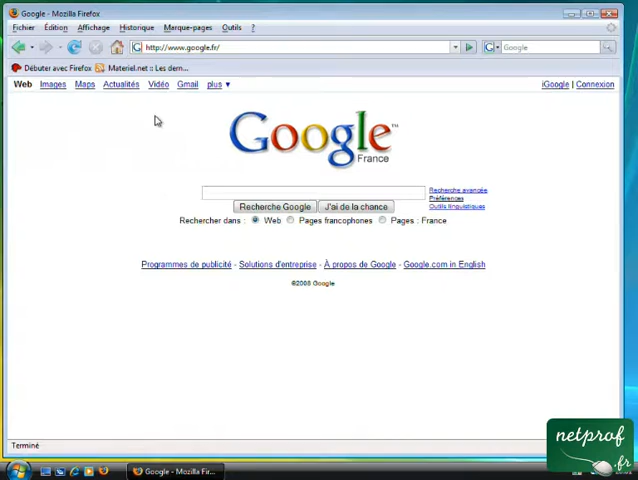 Google - Mozilla Firefox
Fichier Édition Affichage Historique Marque-pages Outils ?
http://www.google.fr/ Google
Débuter avec Firefox Materiel.net :: Les dern...
Web Images Maps Actualités Vidéo Gmail plus ▼ iGoogle | Connexion
Google™
France
Recherche avancée
Préférences
Outils linguistiques
Recherche Google J'ai de la chance
Rechercher dans : Web Pages francophones Pages : France
Programmes de publicité - Solutions d'entreprise - À propos de Google - Google.com in English
©2008 Google
Terminé
netprof
.fr
Google - Mozilla Fir...